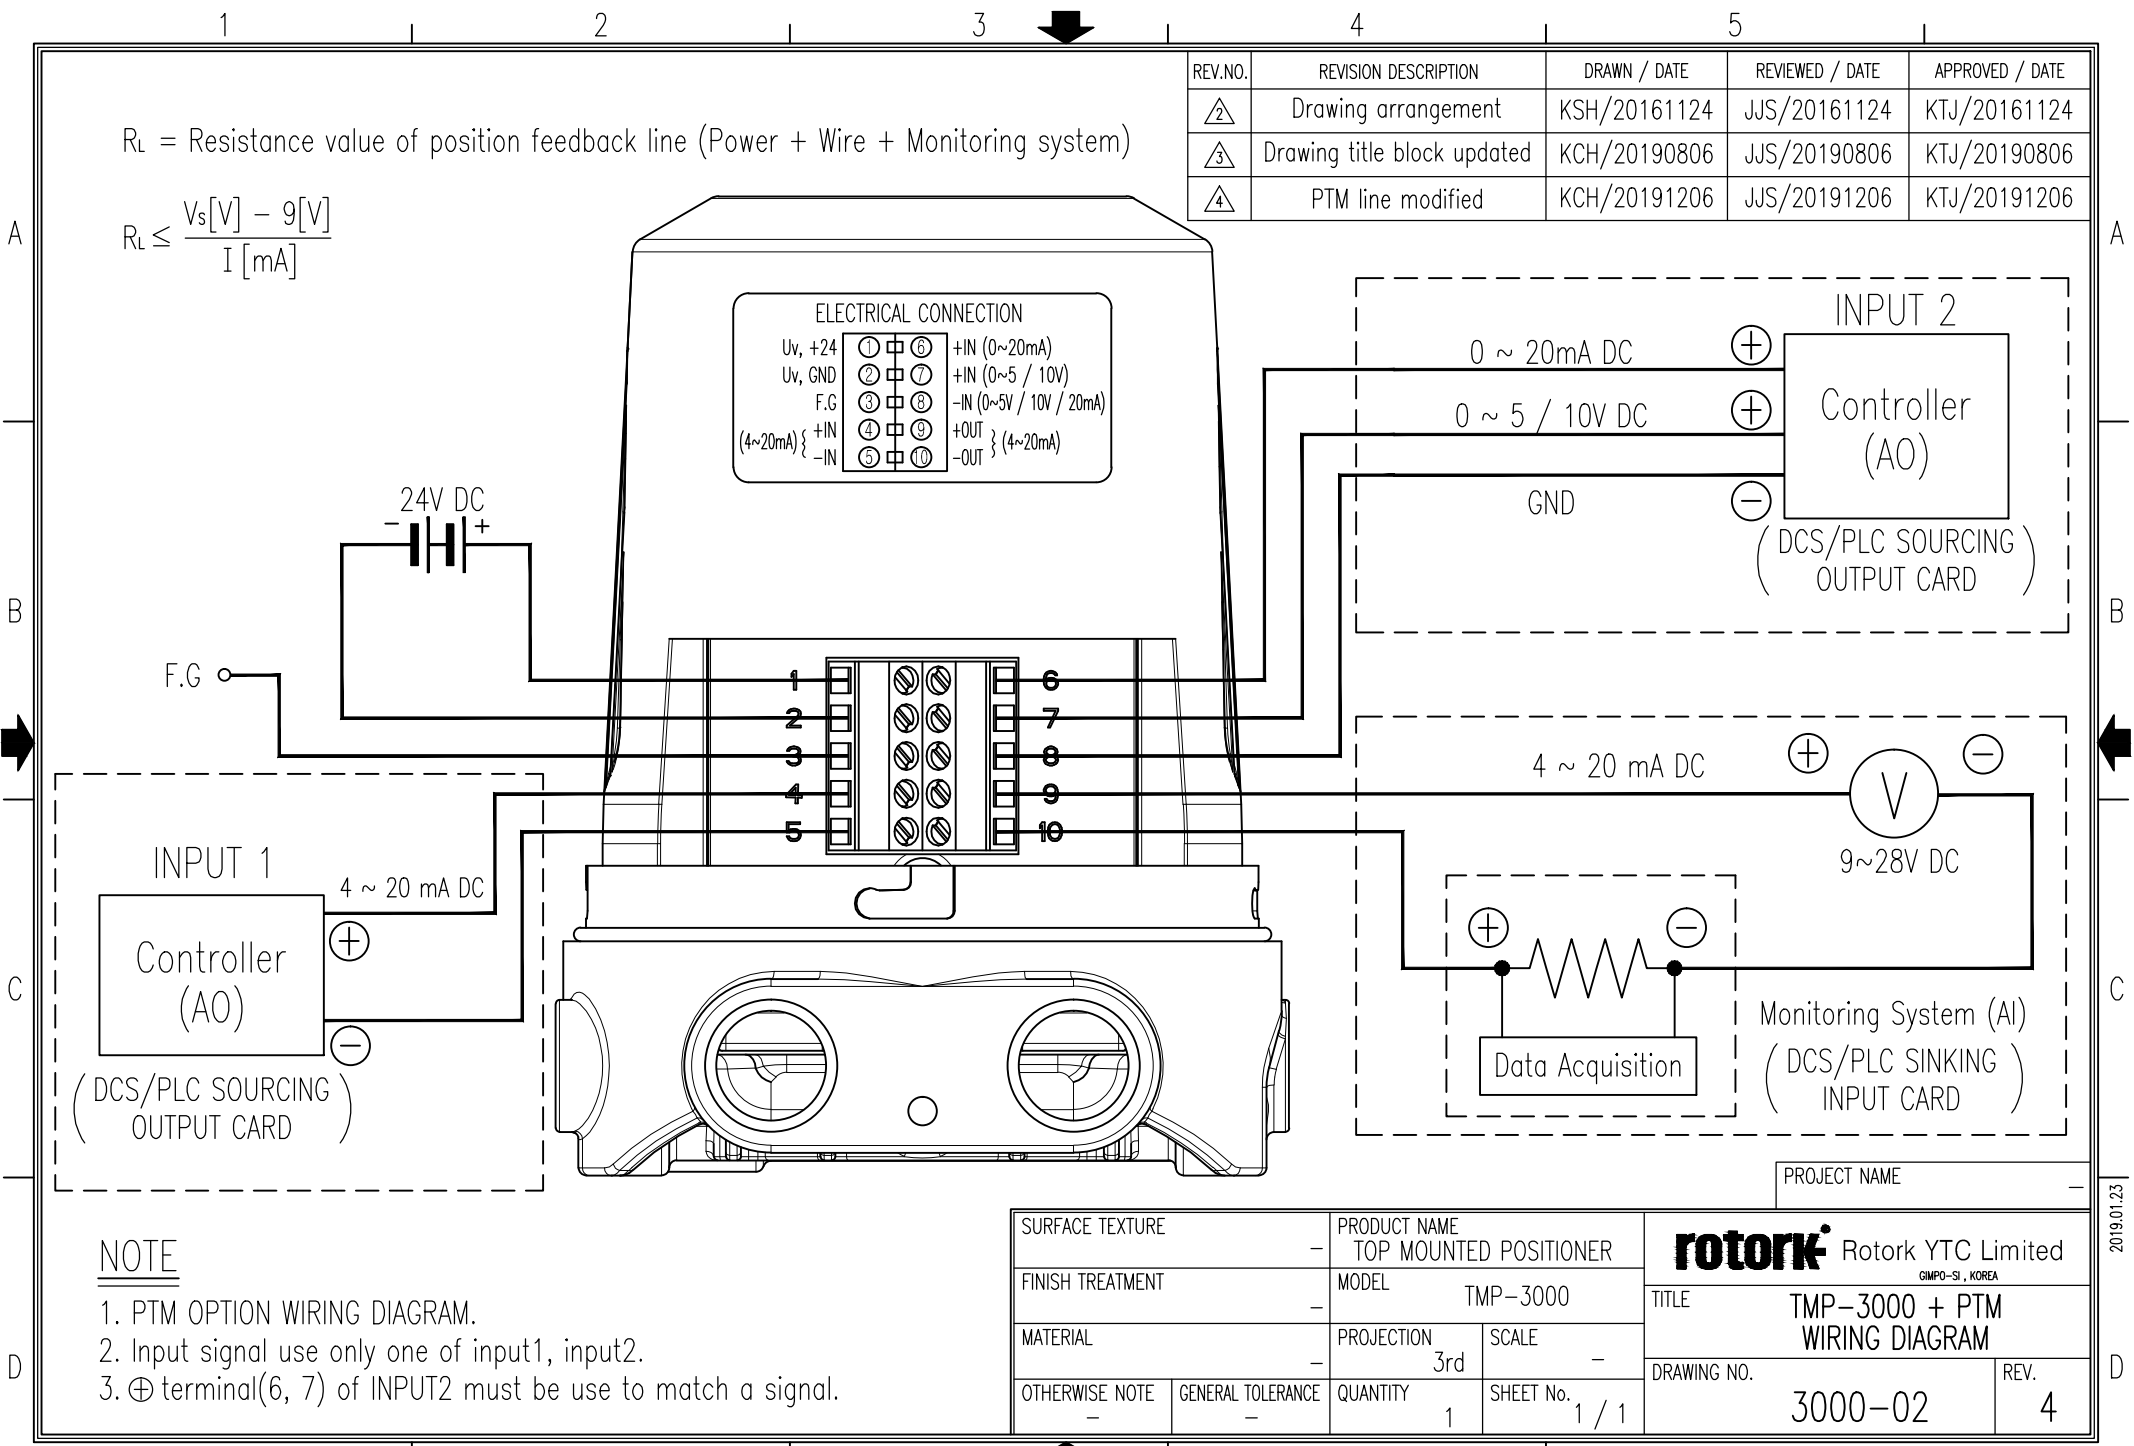 1 2 3 4 5
REV.NO. REVISION DESCRIPTION DRAWN / DATE REVIEWED / DATE APPROVED / DATE
2 Drawing arrangement KSH/20161124 JJS/20161124 KTJ/20161124
3 Drawing title block updated KCH/20190806 JJS/20190806 KTJ/20190806
4 PTM line modified KCH/20191206 JJS/20191206 KTJ/20191206
RL = Resistance value of position feedback line (Power + Wire + Monitoring system)
RL ≤ Vs[V] − 9[V]
I [mA]
A A
ELECTRICAL CONNECTION
Uv, +24 ① ⑥ +IN (0~20mA)
Uv, GND ② ⑦ +IN (0~5 / 10V)
F.G ③ ⑧ -IN (0~5V / 10V / 20mA)
(4~20mA) { +IN ④ ⑨ +OUT } (4~20mA)
-IN ⑤ ⑩ -OUT
INPUT 2
0 ~ 20mA DC ⊕
0 ~ 5 / 10V DC ⊕
Controller
(AO)
GND ⊖
(DCS/PLC SOURCING
OUTPUT CARD)
24V DC
- +
B B
F.G
1 6
2 7
3 8
4 9
5 10
4 ~ 20 mA DC ⊕ V ⊖
9~28V DC
⊕ ⊖
Data Acquisition
Monitoring System (AI)
(DCS/PLC SINKING
INPUT CARD)
INPUT 1
4 ~ 20 mA DC
⊕
Controller
(AO)
⊖
(DCS/PLC SOURCING
OUTPUT CARD)
C C
NOTE
1. PTM OPTION WIRING DIAGRAM.
2. Input signal use only one of input1, input2.
3. ⊕ terminal(6, 7) of INPUT2 must be use to match a signal.
D D
PROJECT NAME −
2019.01.23
SURFACE TEXTURE −
FINISH TREATMENT −
MATERIAL −
OTHERWISE NOTE −
GENERAL TOLERANCE −
PRODUCT NAME
TOP MOUNTED POSITIONER
MODEL TMP-3000
PROJECTION 3rd
SCALE −
QUANTITY 1
SHEET No. 1 / 1
rotork Rotork YTC Limited
GIMPO-SI , KOREA
TITLE TMP-3000 + PTM
WIRING DIAGRAM
DRAWING NO. 3000-02
REV. 4